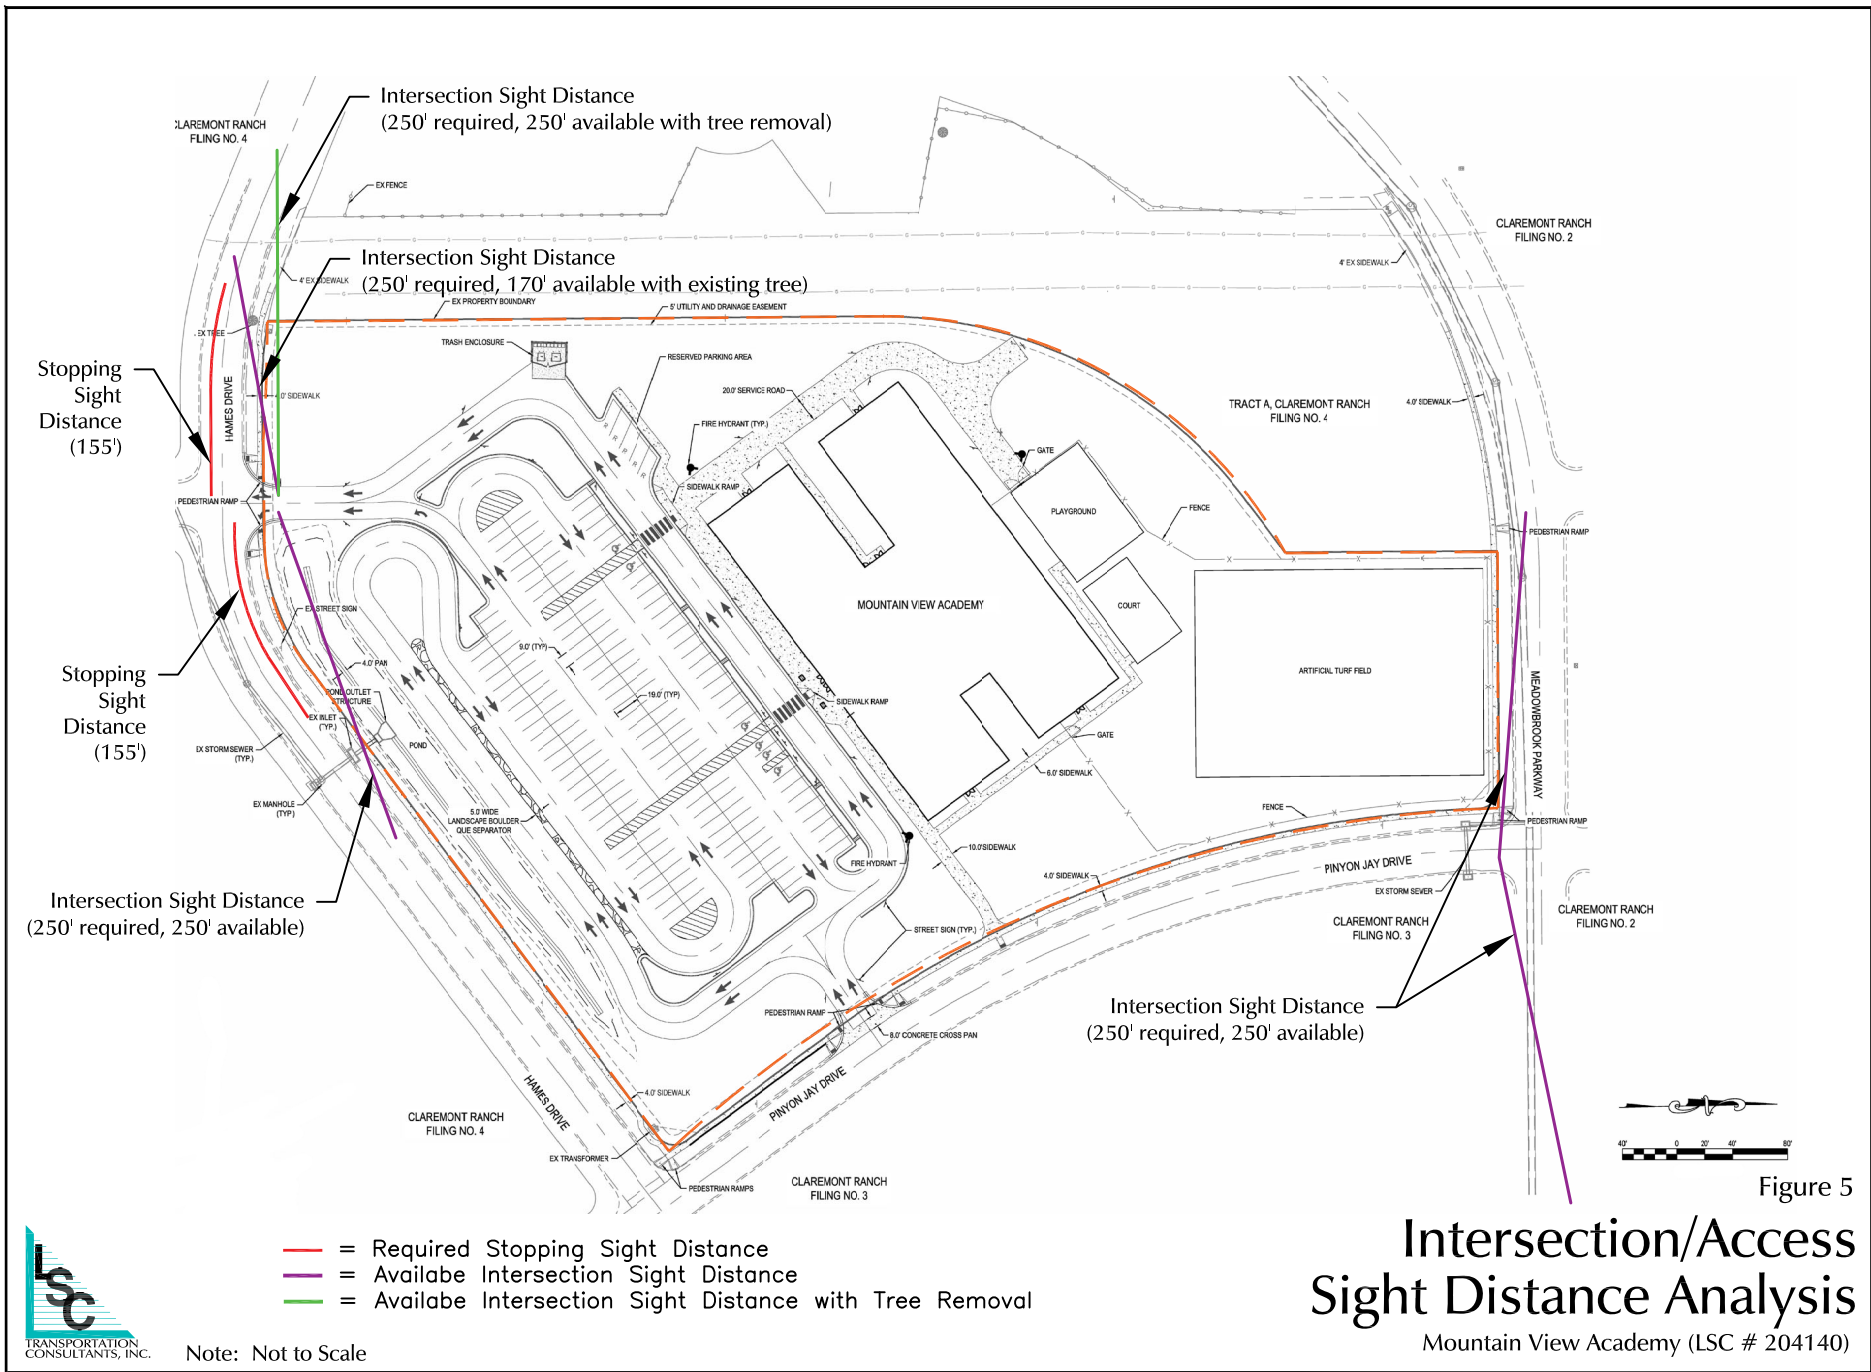 Intersection Sight Distance
(250' required, 250' available with tree removal)
CLAREMONT RANCH
FILING NO. 4
EX FENCE
CLAREMONT RANCH
FILING NO. 2
4' EX SIDEWALK
Intersection Sight Distance
(250' required, 170' available with existing tree)
4' EX SIDEWALK
EX PROPERTY BOUNDARY
5' UTILITY AND DRAINAGE EASEMENT
EX TREE
TRASH ENCLOSURE
RESERVED PARKING AREA
Stopping
Sight
Distance
(155')
HAMES DRIVE
4.0' SIDEWALK
20.0' SERVICE ROAD
TRACT A, CLAREMONT RANCH
FILING NO. 4
4.0' SIDEWALK
FIRE HYDRANT (TYP.)
GATE
SIDEWALK RAMP
PEDESTRIAN RAMP
PLAYGROUND
FENCE
PEDESTRIAN RAMP
MOUNTAIN VIEW ACADEMY
COURT
EX STREET SIGN
9.0' (TYP)
4.0' PAN
ARTIFICIAL TURF FIELD
Stopping
Sight
Distance
(155')
POND OUTLET
STRUCTURE
19.0' (TYP)
SIDEWALK RAMP
MEADOWBROOK PARKWAY
EX INLET
(TYP.)
EX STORM SEWER
(TYP.)
POND
GATE
6.0' SIDEWALK
EX MANHOLE
(TYP.)
5.0' WIDE
LANDSCAPE BOULDER
QUE SEPARATOR
FENCE
PEDESTRIAN RAMP
10.0' SIDEWALK
FIRE HYDRANT
PINYON JAY DRIVE
4.0' SIDEWALK
EX STORM SEVER
Intersection Sight Distance
(250' required, 250' available)
STREET SIGN (TYP.)
CLAREMONT RANCH
FILING NO. 3
CLAREMONT RANCH
FILING NO. 2
PEDESTRIAN RAMP
8.0' CONCRETE CROSS PAN
Intersection Sight Distance
(250' required, 250' available)
HAMES DRIVE
4.0' SIDEWALK
PINYON JAY DRIVE
CLAREMONT RANCH
FILING NO. 4
EX TRANSFORMER
PEDESTRIAN RAMPS
CLAREMONT RANCH
FILING NO. 3
40' 0 20' 40' 80'
Figure 5
Intersection/Access
Sight Distance Analysis
Mountain View Academy (LSC # 204140)
= Required Stopping Sight Distance
= Availabe Intersection Sight Distance
= Availabe Intersection Sight Distance with Tree Removal
LSC
TRANSPORTATION
CONSULTANTS, INC.
Note: Not to Scale